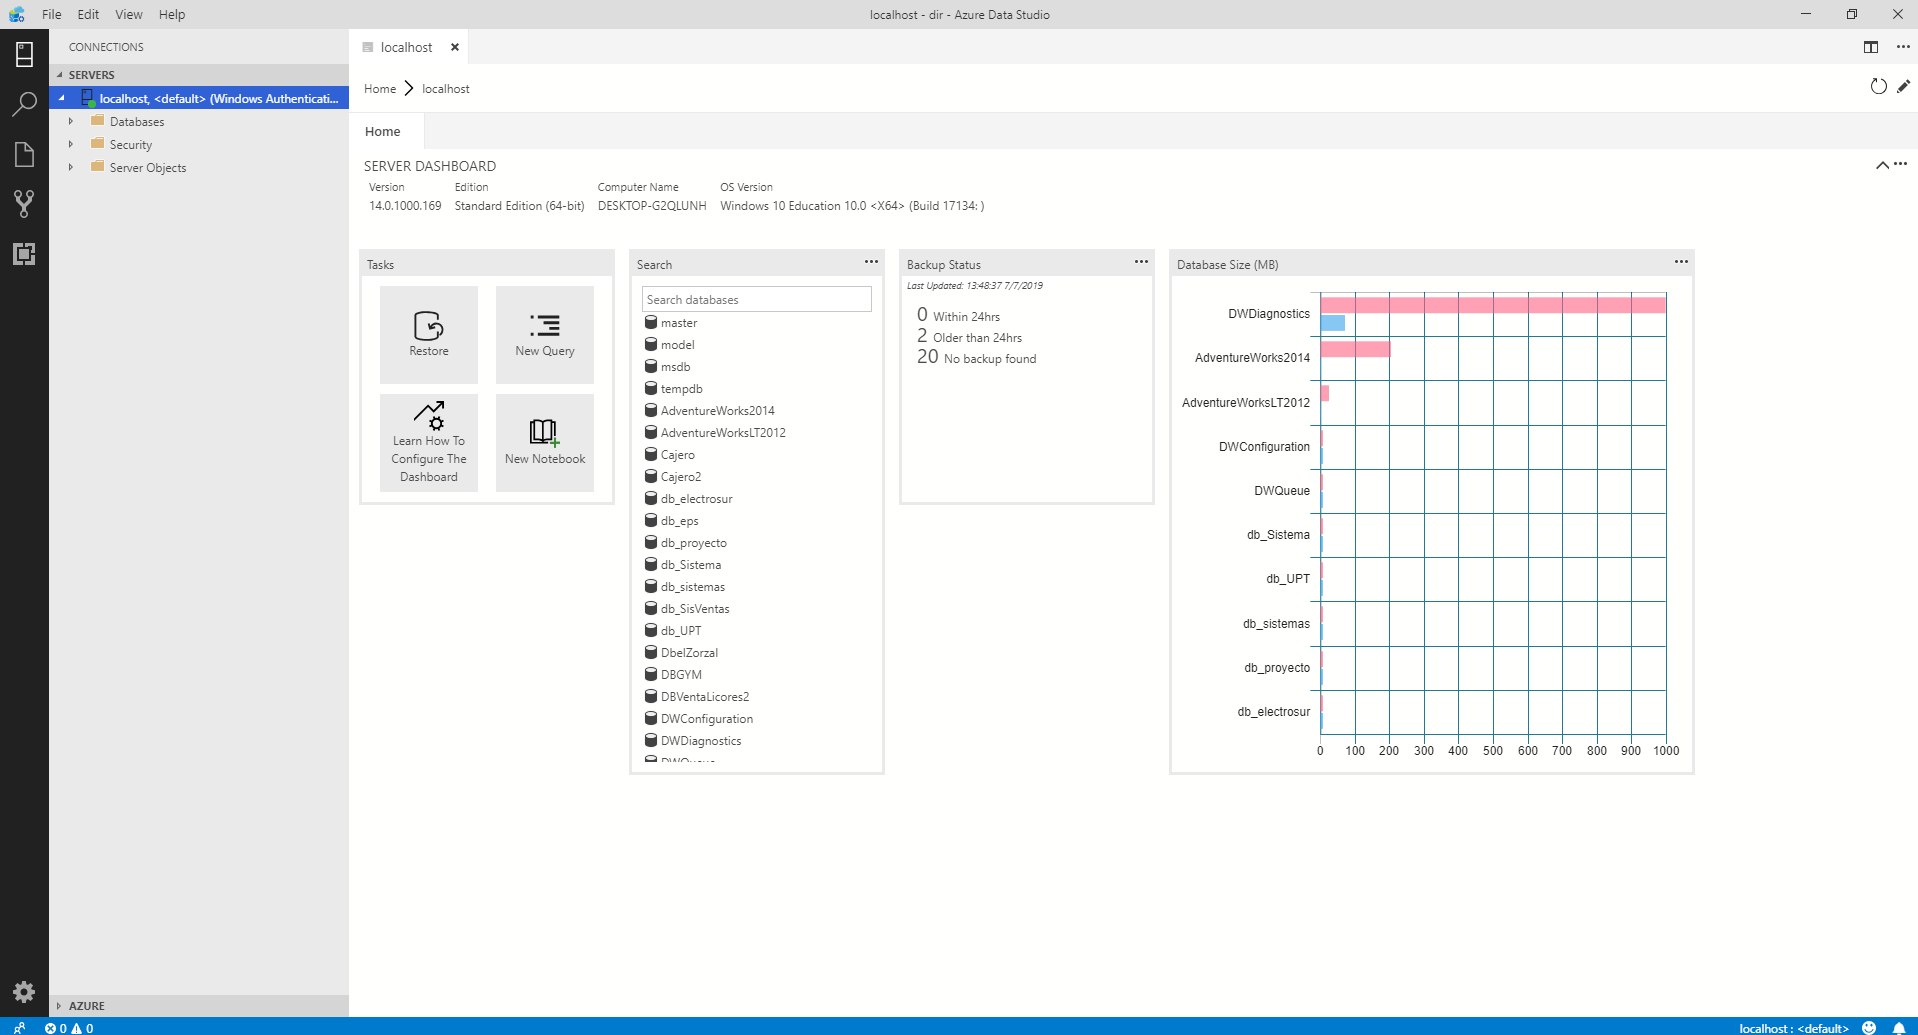 File Edit View Help
localhost - dir - Azure Data Studio
CONNECTIONS
SERVERS
localhost, <default> (Windows Authenticati...
Databases
Security
Server Objects
AZURE
localhost
Home localhost
Home
SERVER DASHBOARD
Version Edition Computer Name OS Version
14.0.1000.169 Standard Edition (64-bit) DESKTOP-G2QLUNH Windows 10 Education 10.0 <X64> (Build 17134: )
Tasks
Restore
New Query
Learn How To
Configure The
Dashboard
New Notebook
Search
Search databases
master
model
msdb
tempdb
AdventureWorks2014
AdventureWorksLT2012
Cajero
Cajero2
db_electrosur
db_eps
db_proyecto
db_Sistema
db_sistemas
db_SisVentas
db_UPT
DbelZorzal
DBGYM
DBVentaLicores2
DWConfiguration
DWDiagnostics
DWQueue
Backup Status
Last Updated: 13:48:37 7/7/2019
0 Within 24hrs
2 Older than 24hrs
20 No backup found
Database Size (MB)
DWDiagnostics
AdventureWorks2014
AdventureWorksLT2012
DWConfiguration
DWQueue
db_Sistema
db_UPT
db_sistemas
db_proyecto
db_electrosur
0 100 200 300 400 500 600 700 800 900 1000
0 0
localhost : <default>